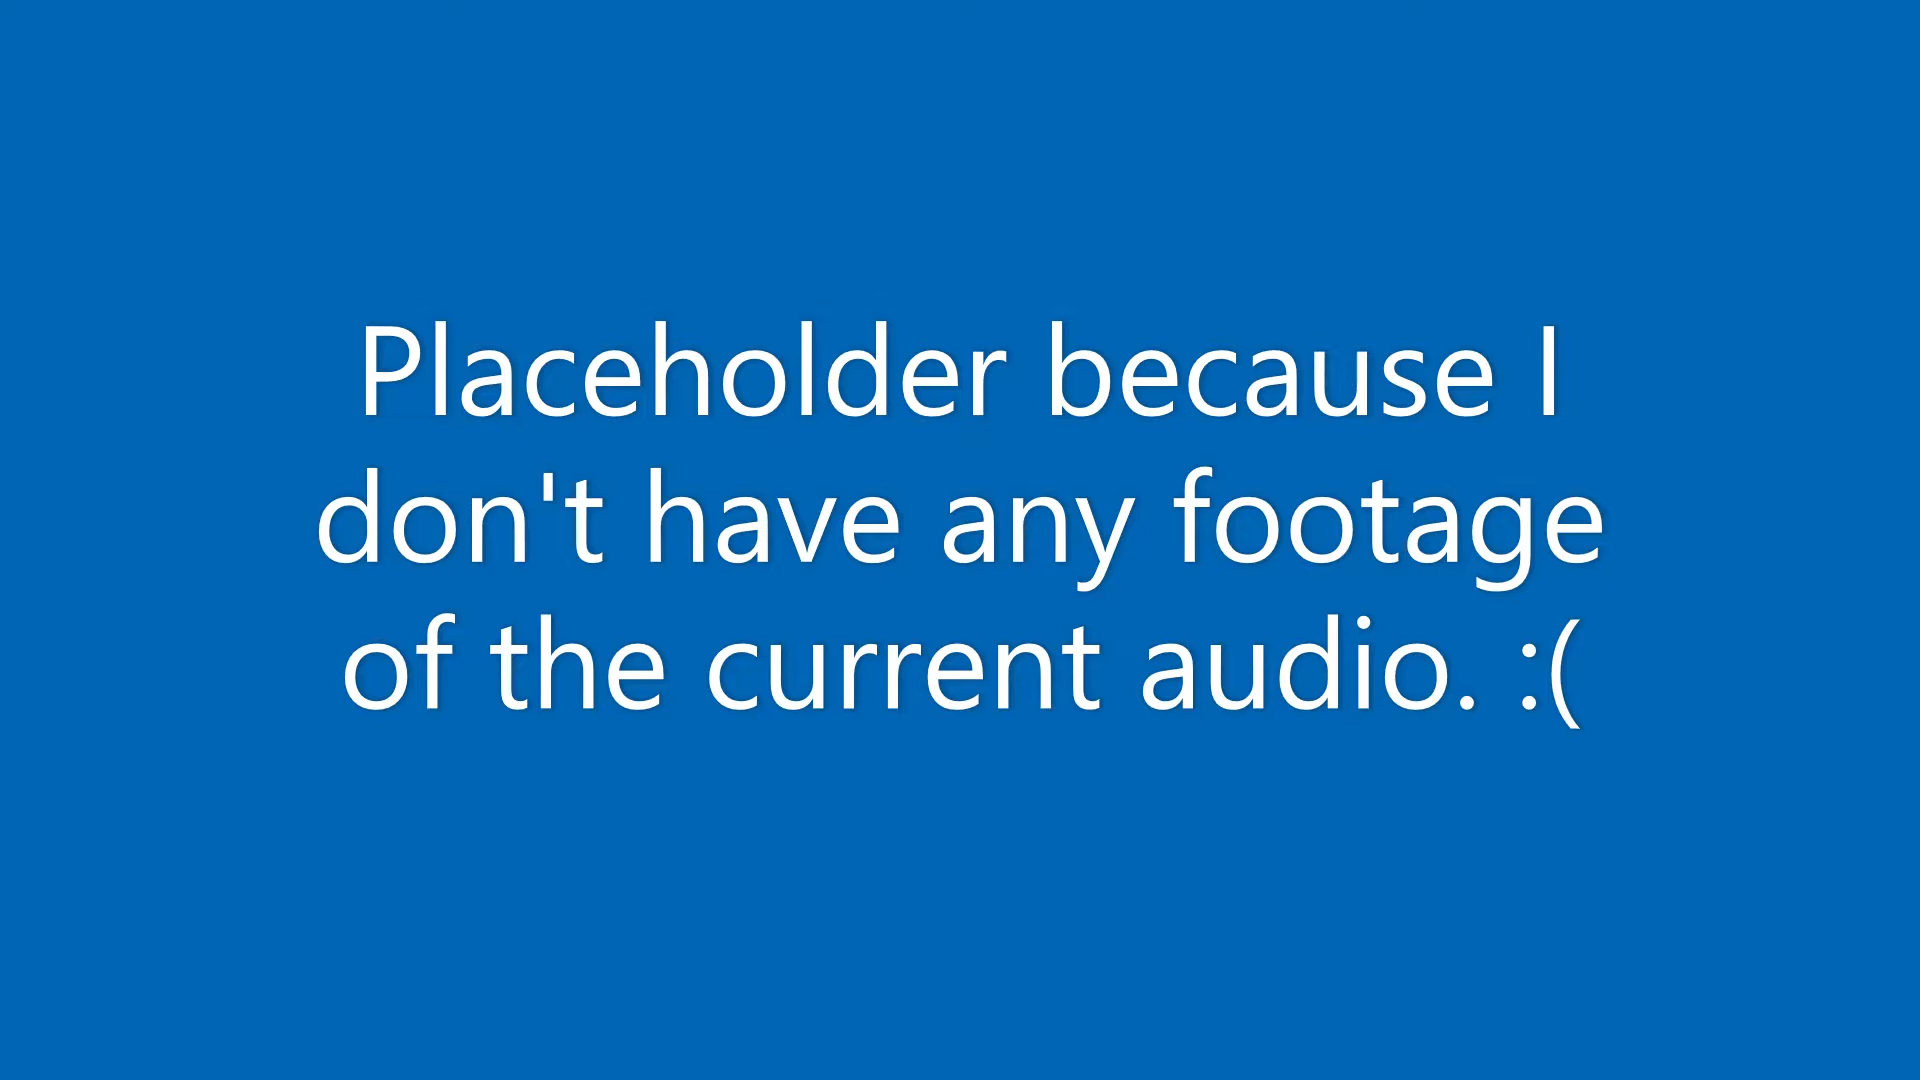 Placeholder because I
don't have any footage
of the current audio. :(